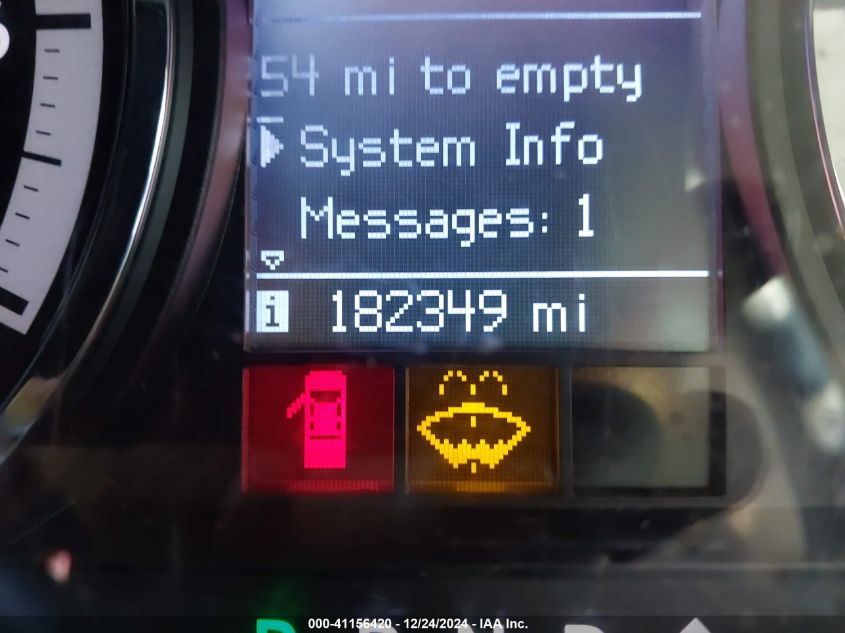 54 mi to empty
System Info
Messages: 1
i 182349 mi
P R N D
000-41156420 - 12/24/2024 - IAA Inc.